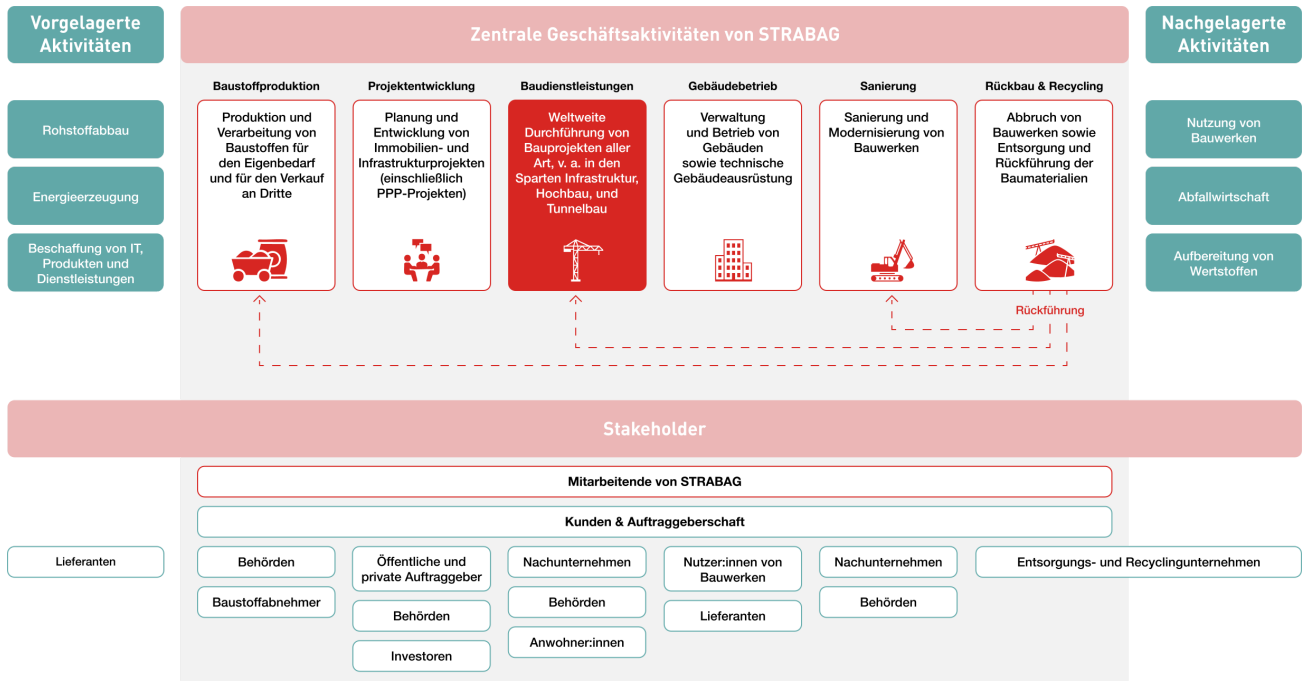 Vorgelagerte
Aktivitäten
Zentrale Geschäftsaktivitäten von STRABAG
Nachgelagerte
Aktivitäten
Rohstoffabbau
Energieerzeugung
Beschaffung von IT,
Produkten und
Dienstleistungen
Baustoffproduktion
Produktion und
Verarbeitung von
Baustoffen für
den Eigenbedarf
und für den Verkauf
an Dritte
Projektentwicklung
Planung und
Entwicklung von
Immobilien- und
Infrastrukturprojekten
(einschließlich
PPP-Projekten)
Baudienstleistungen
Weltweite
Durchführung von
Bauprojekten aller
Art, v. a. in den
Sparten Infrastruktur,
Hochbau, und
Tunnelbau
Gebäudebetrieb
Verwaltung
und Betrieb von
Gebäuden
sowie technische
Gebäudeausrüstung
Sanierung
Sanierung und
Modernisierung von
Bauwerken
Rückbau & Recycling
Abbruch von
Bauwerken sowie
Entsorgung und
Rückführung der
Baumaterialien
Rückführung
Nutzung von
Bauwerken
Abfallwirtschaft
Aufbereitung von
Wertstoffen
Stakeholder
Mitarbeitende von STRABAG
Kunden & Auftraggeberschaft
Lieferanten
Behörden
Baustoffabnehmer
Öffentliche und
private Auftraggeber
Behörden
Investoren
Nachunternehmen
Behörden
Anwohner:innen
Nutzer:innen von
Bauwerken
Lieferanten
Nachunternehmen
Behörden
Entsorgungs- und Recyclingunternehmen